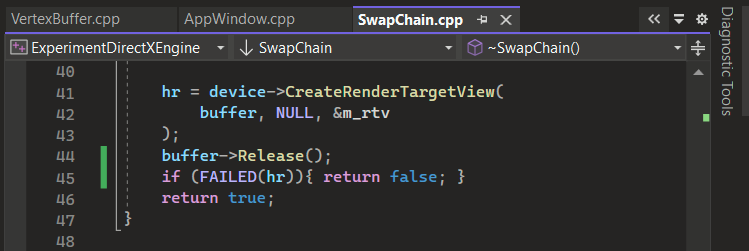 VertexBuffer.cpp AppWindow.cpp SwapChain.cpp
ExperimentDirectXEngine SwapChain ~SwapChain()
40
41 hr = device->CreateRenderTargetView(
42 buffer, NULL, &m_rtv
43 );
44 buffer->Release();
45 if (FAILED(hr)){ return false; }
46 return true;
47 }
48
Diagnostic Tools